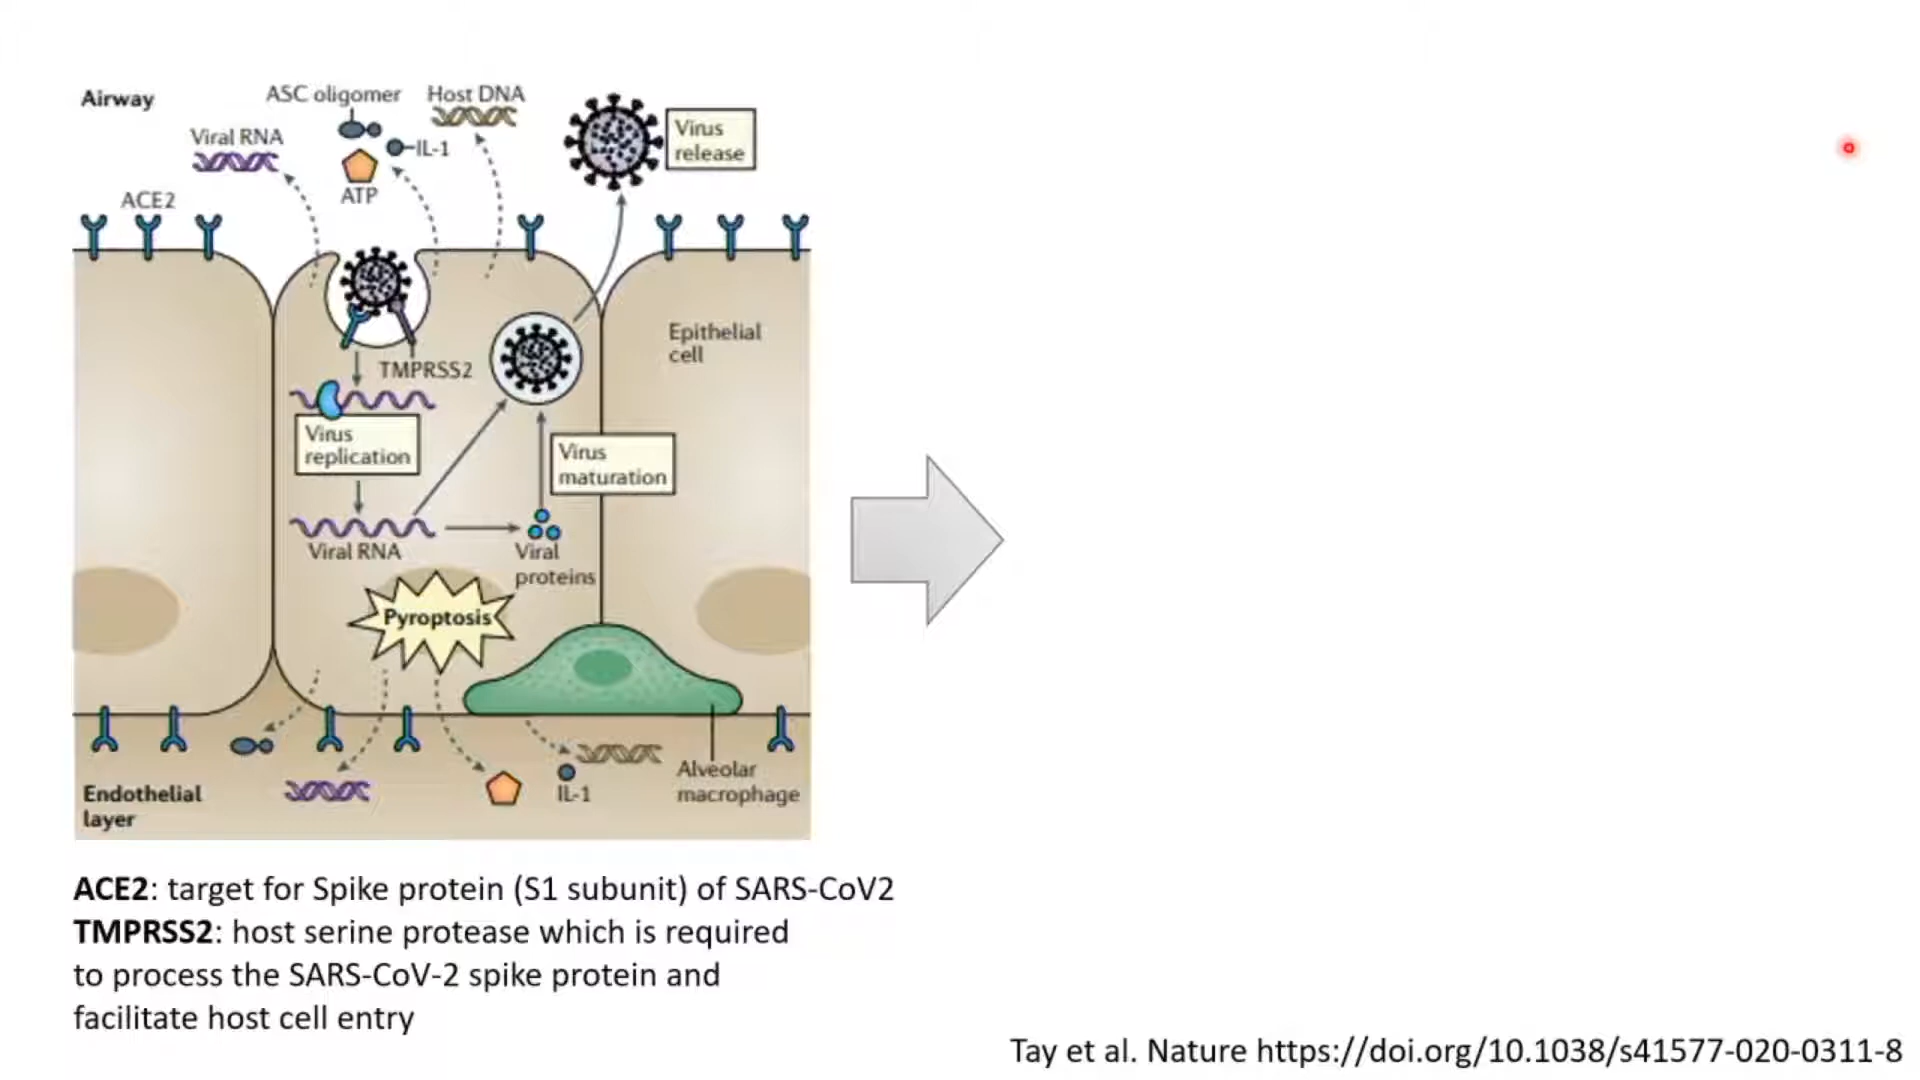 Airway
ASC oligomer
Host DNA
Viral RNA
IL-1
ATP
Virus
release
ACE2
TMPRSS2
Epithelial
cell
Virus
replication
Virus
maturation
Viral RNA
Viral
proteins
Pyroptosis
IL-1
Alveolar
macrophage
Endothelial
layer
ACE2: target for Spike protein (S1 subunit) of SARS-CoV2
TMPRSS2: host serine protease which is required
to process the SARS-CoV-2 spike protein and
facilitate host cell entry
Tay et al. Nature https://doi.org/10.1038/s41577-020-0311-8